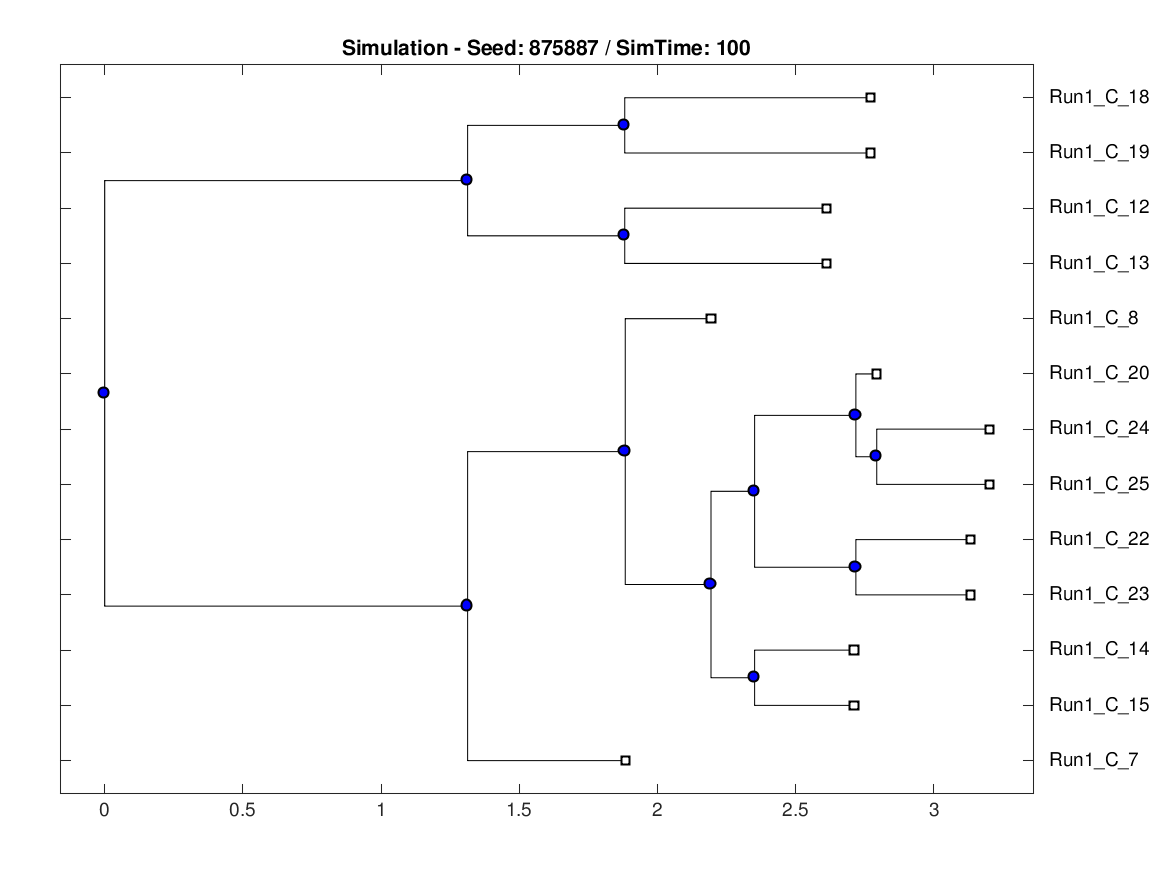 Simulation - Seed: 875887 / SimTime: 100
Run1_C_18
Run1_C_19
Run1_C_12
Run1_C_13
Run1_C_8
Run1_C_20
Run1_C_24
Run1_C_25
Run1_C_22
Run1_C_23
Run1_C_14
Run1_C_15
Run1_C_7
0 0.5 1 1.5 2 2.5 3